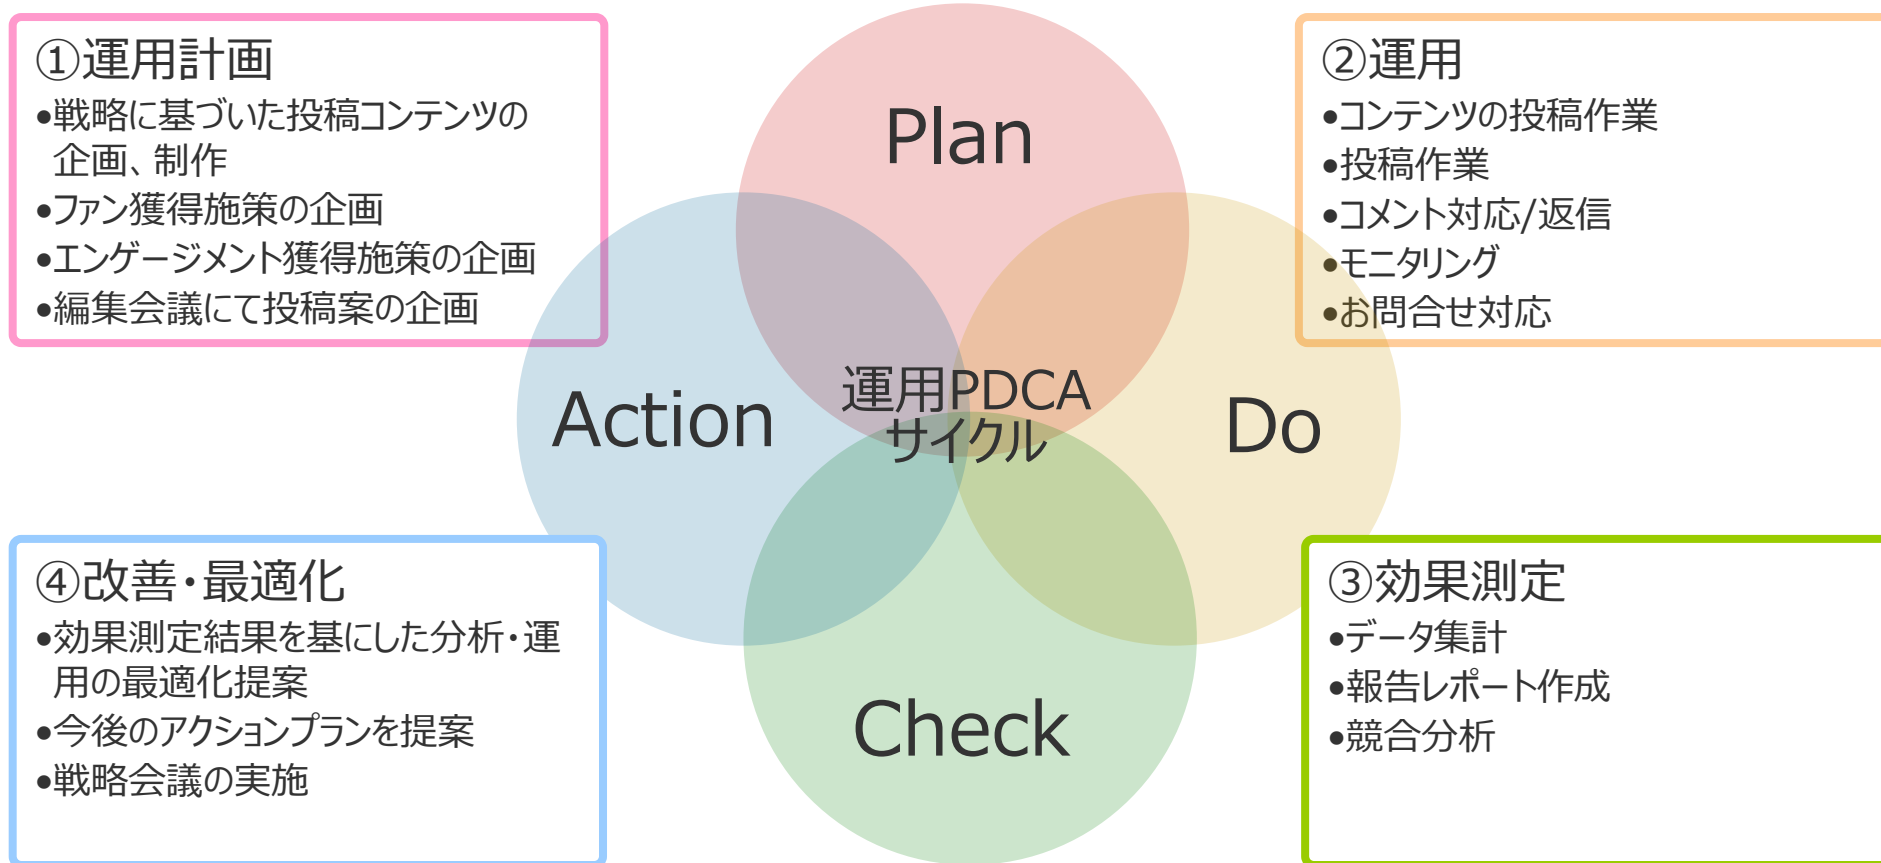 ①運用計画
•戦略に基づいた投稿コンテンツの
企画、制作
•ファン獲得施策の企画
•エンゲージメント獲得施策の企画
•編集会議にて投稿案の企画
Plan
②運用
•コンテンツの投稿作業
•投稿作業
•コメント対応/返信
•モニタリング
•お問合せ対応
Action
運用PDCA
サイクル
Do
④改善・最適化
•効果測定結果を基にした分析・運
用の最適化提案
•今後のアクションプランを提案
•戦略会議の実施
Check
③効果測定
•データ集計
•報告レポート作成
•競合分析